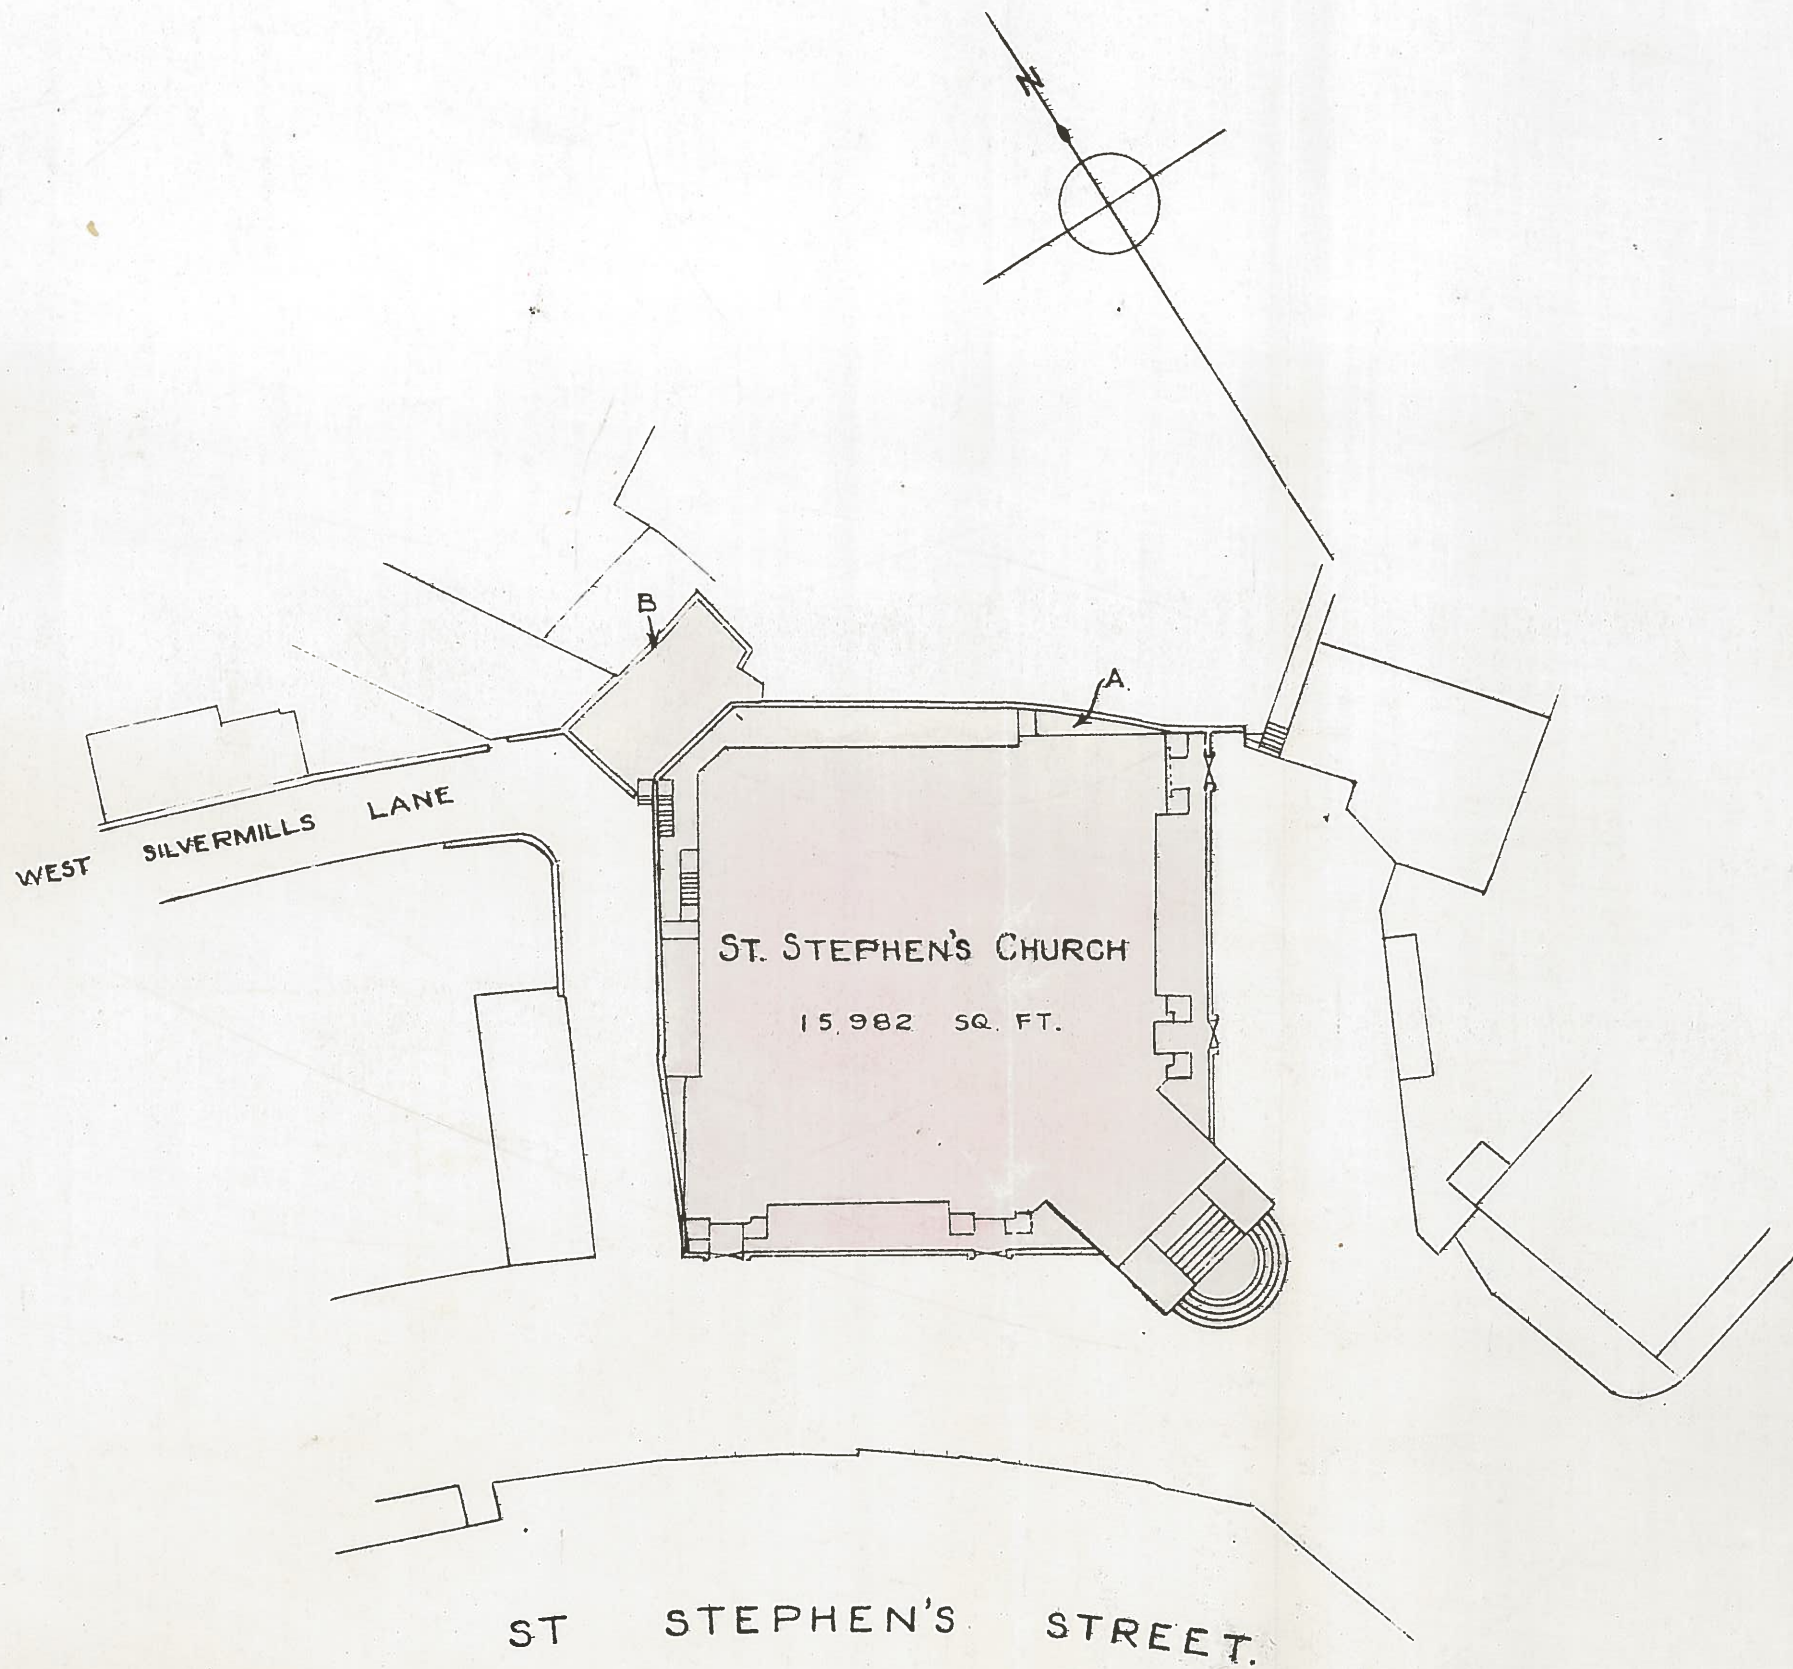 N
B
A.
WEST SILVERMILLS LANE
ST. STEPHEN'S CHURCH
15,982 SQ. FT.
ST STEPHEN'S STREET.